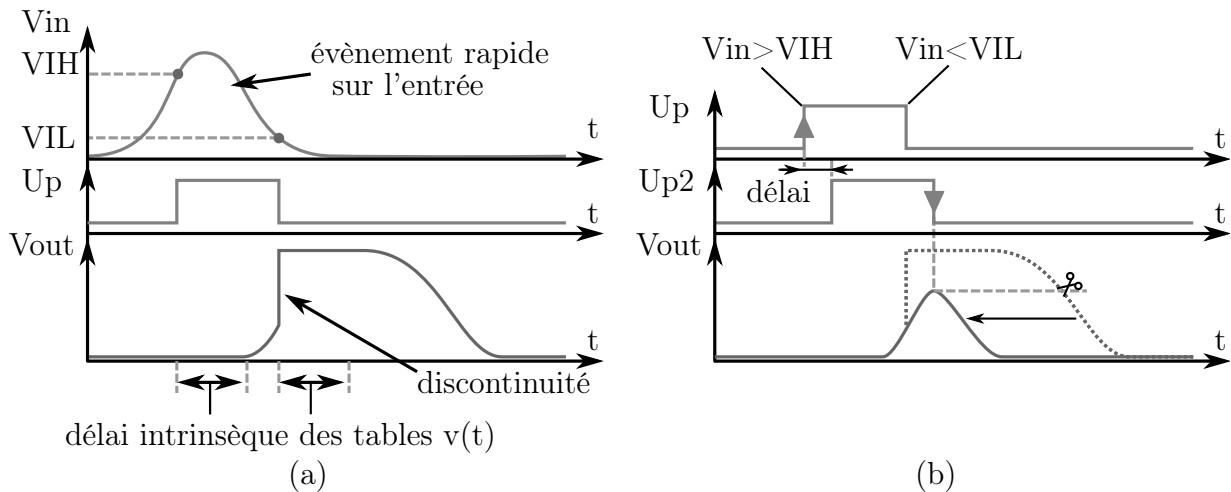 Vin
VIH
VIL
évènement rapide
sur l'entrée
t
Up
t
Vout
t
discontinuité
délai intrinsèque des tables v(t)
(a)
Vin>VIH
Vin<VIL
Up
t
délai
Up2
t
Vout
t
(b)